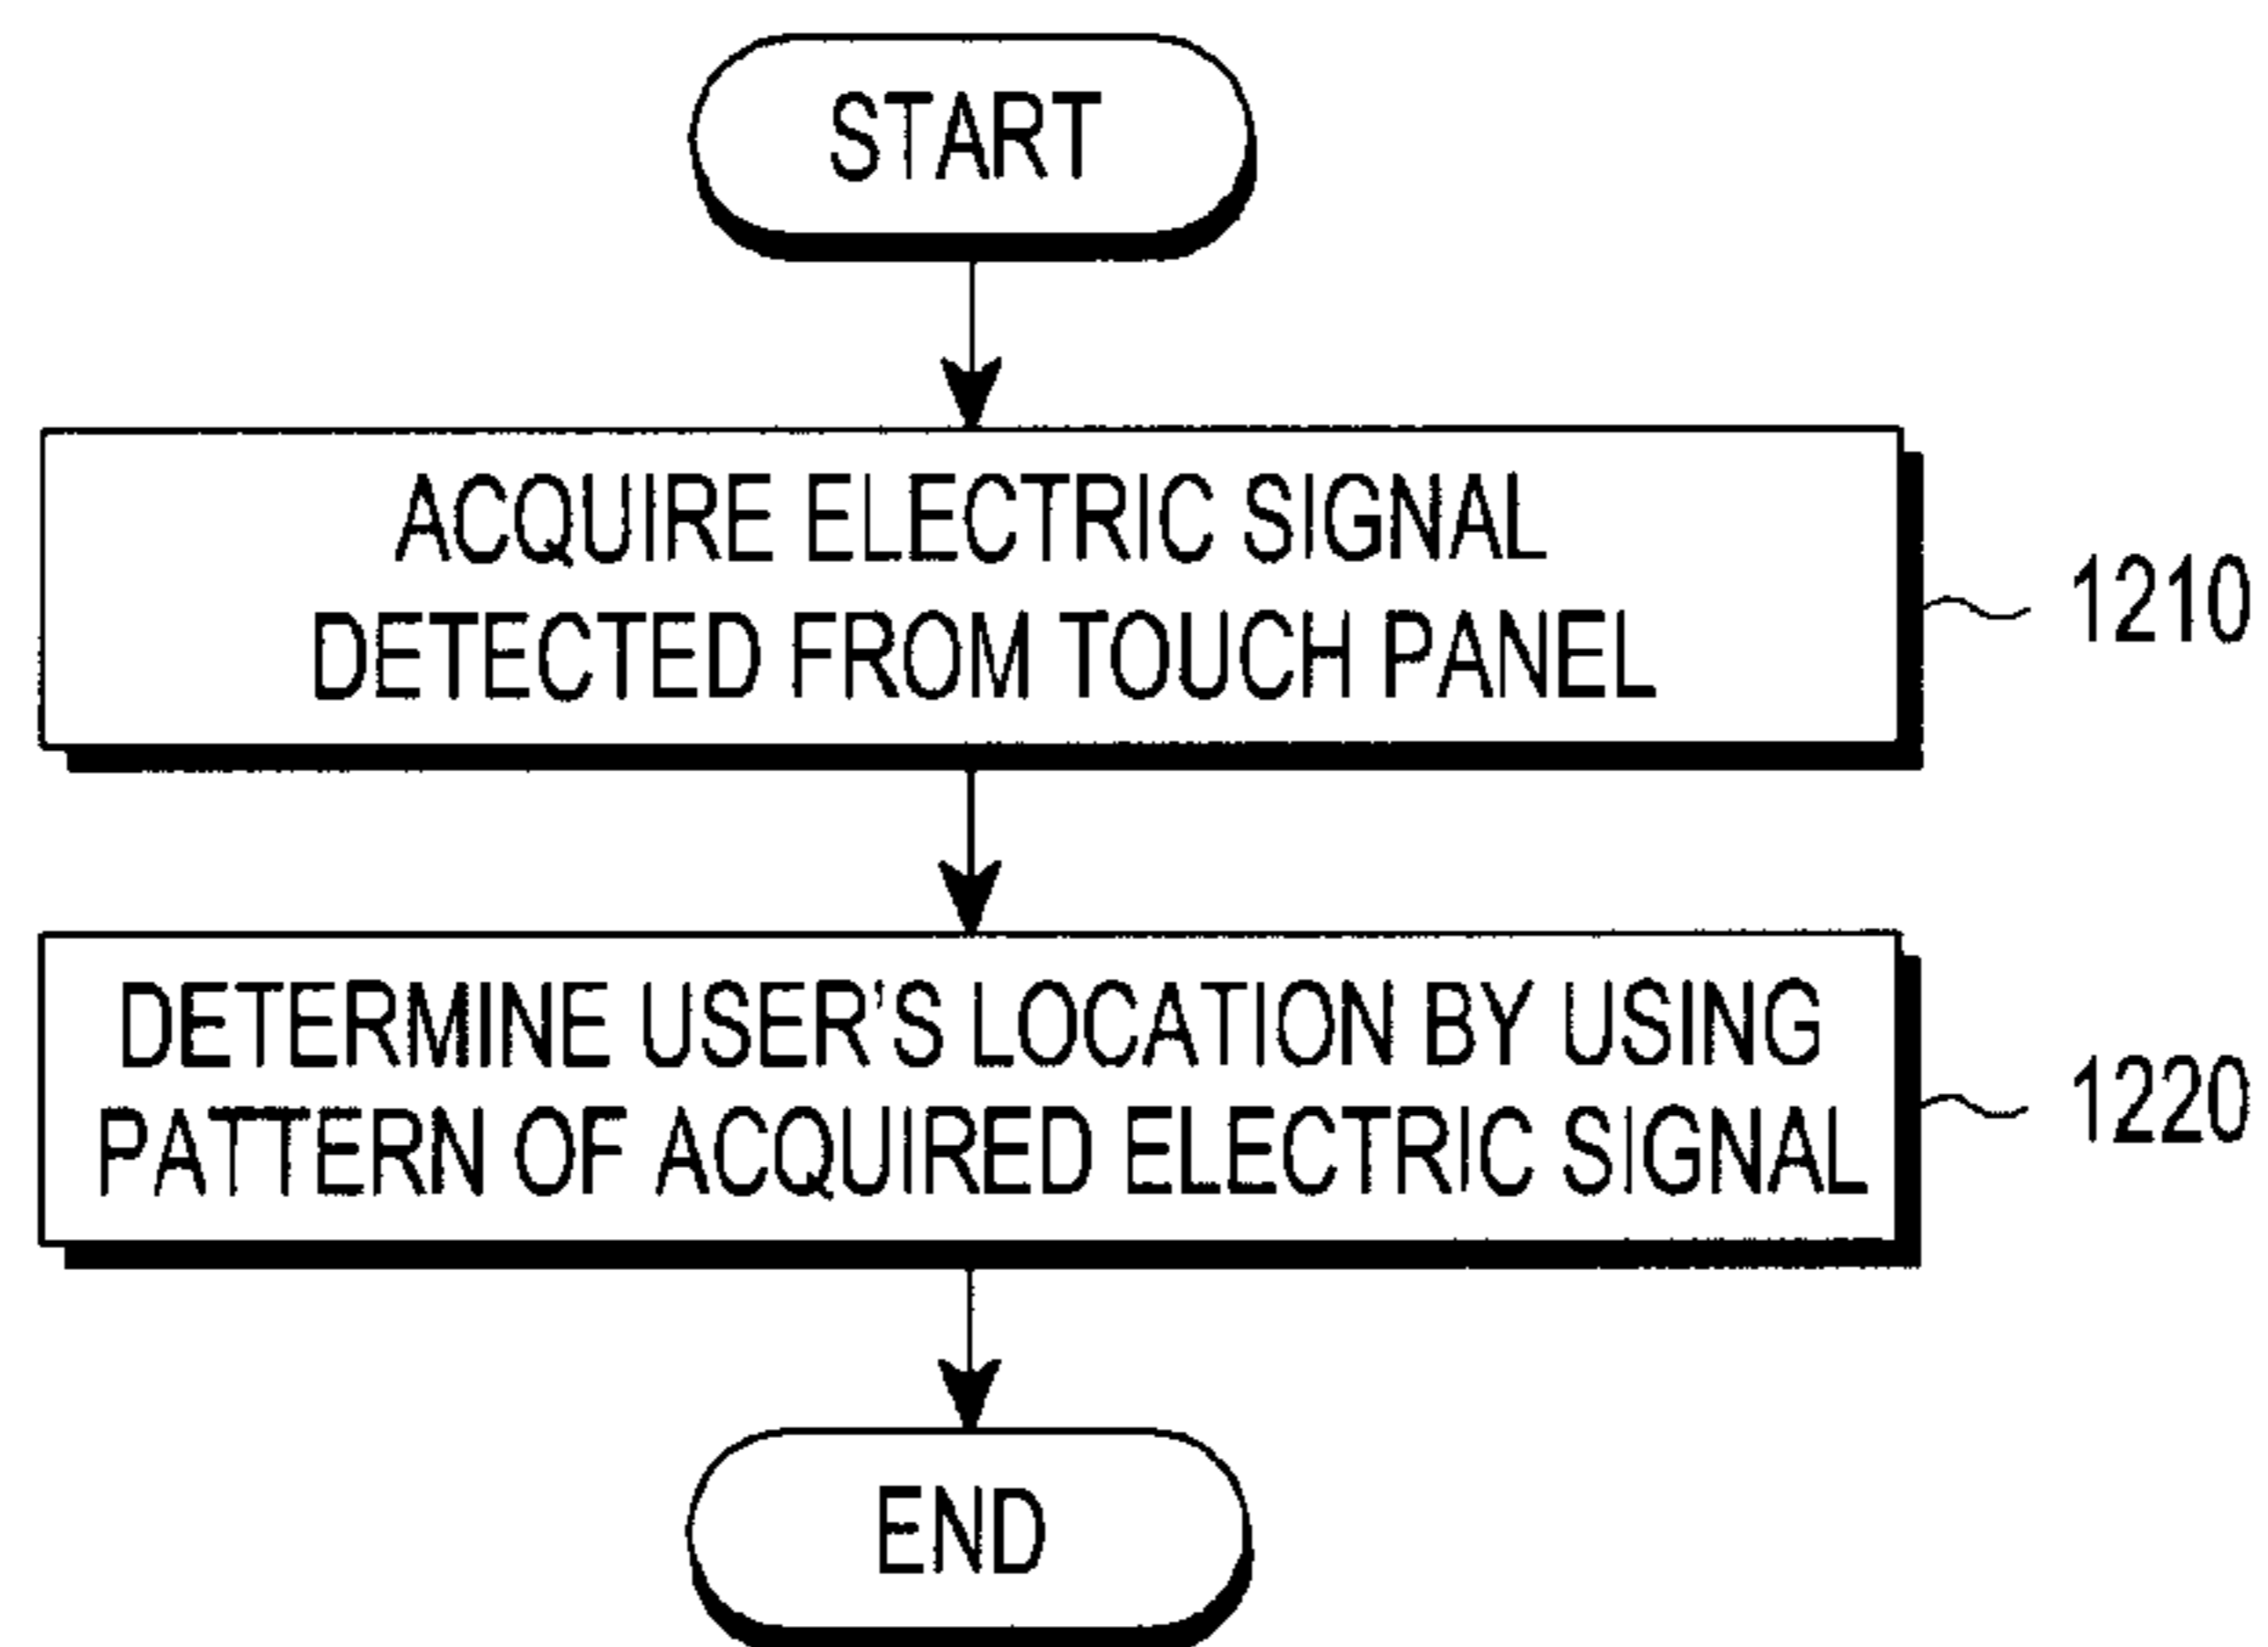 START
ACQUIRE ELECTRIC SIGNAL
DETECTED FROM TOUCH PANEL
1210
DETERMINE USER'S LOCATION BY USING
PATTERN OF ACQUIRED ELECTRIC SIGNAL
1220
END